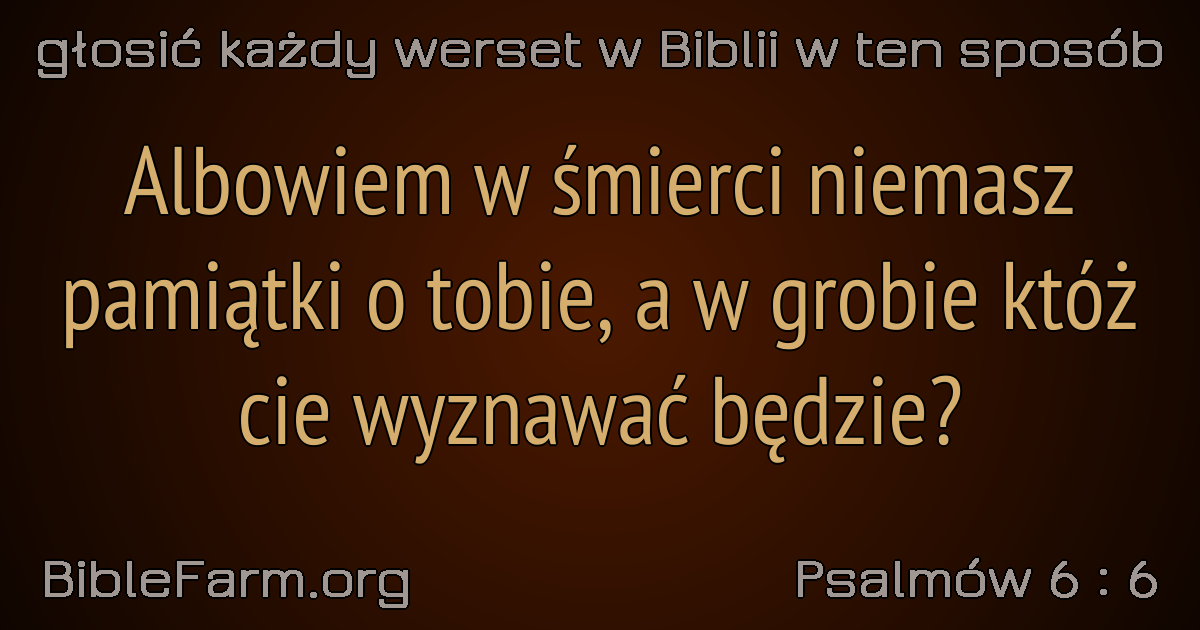 głosić każdy werset w Biblii w ten sposób
Albowiem w śmierci niemasz
pamiątki o tobie, a w grobie któż
cie wyznawać będzie?
BibleFarm.org
Psalmów 6 : 6